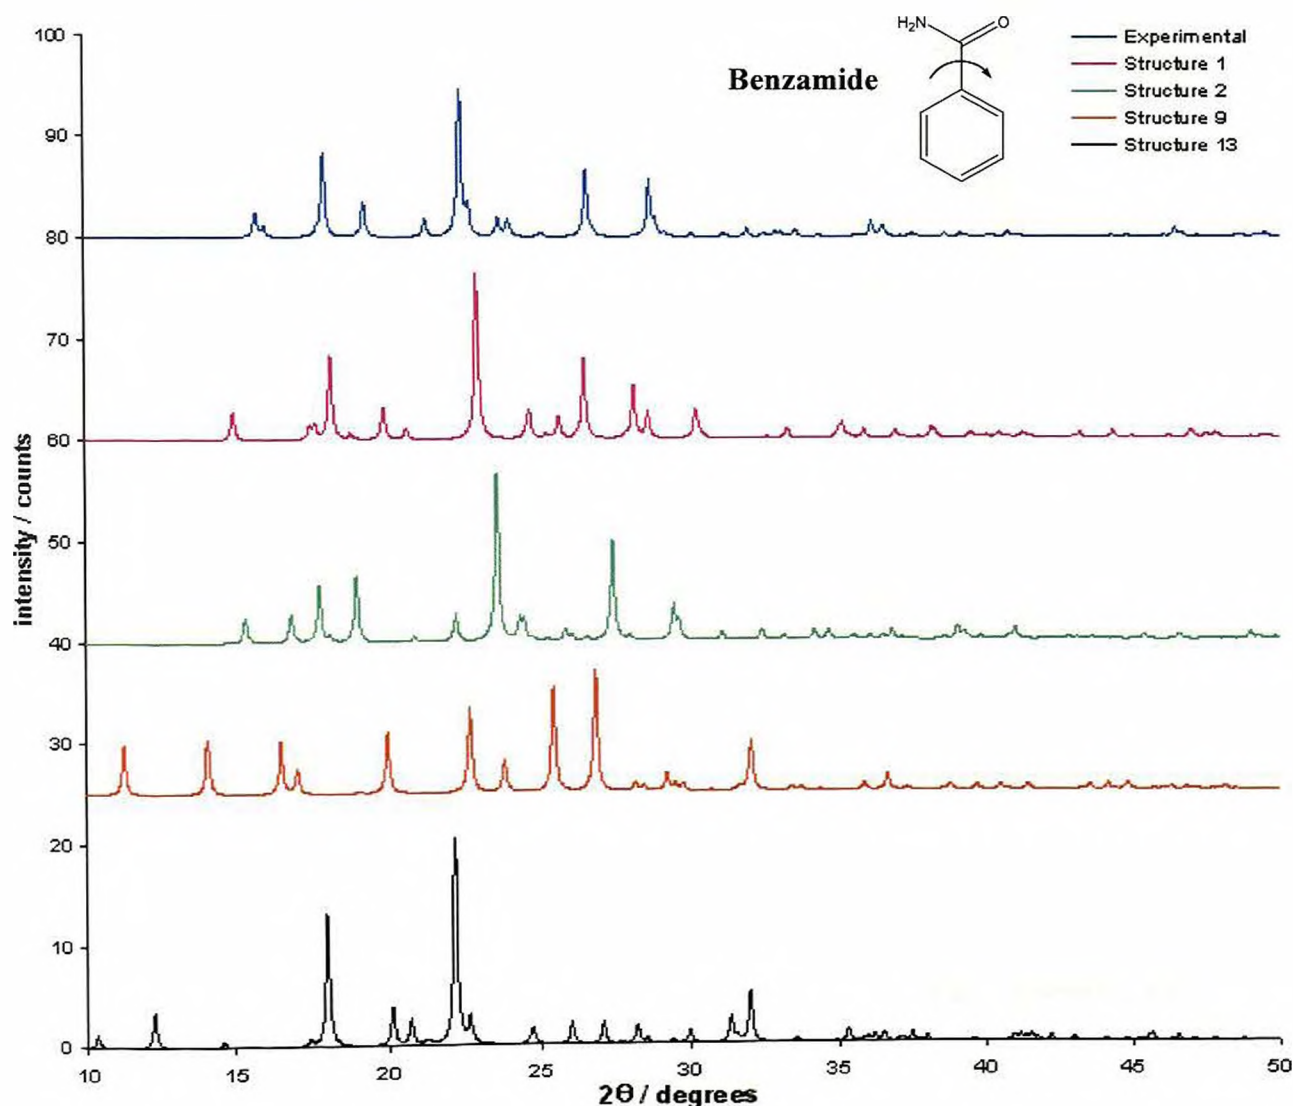 100
90
80
70
60
50
40
30
20
10
0
intensity / counts
H₂N
O
Benzamide
Experimental
Structure 1
Structure 2
Structure 9
Structure 13
10
15
20
25
30
35
40
45
50
2Θ / degrees